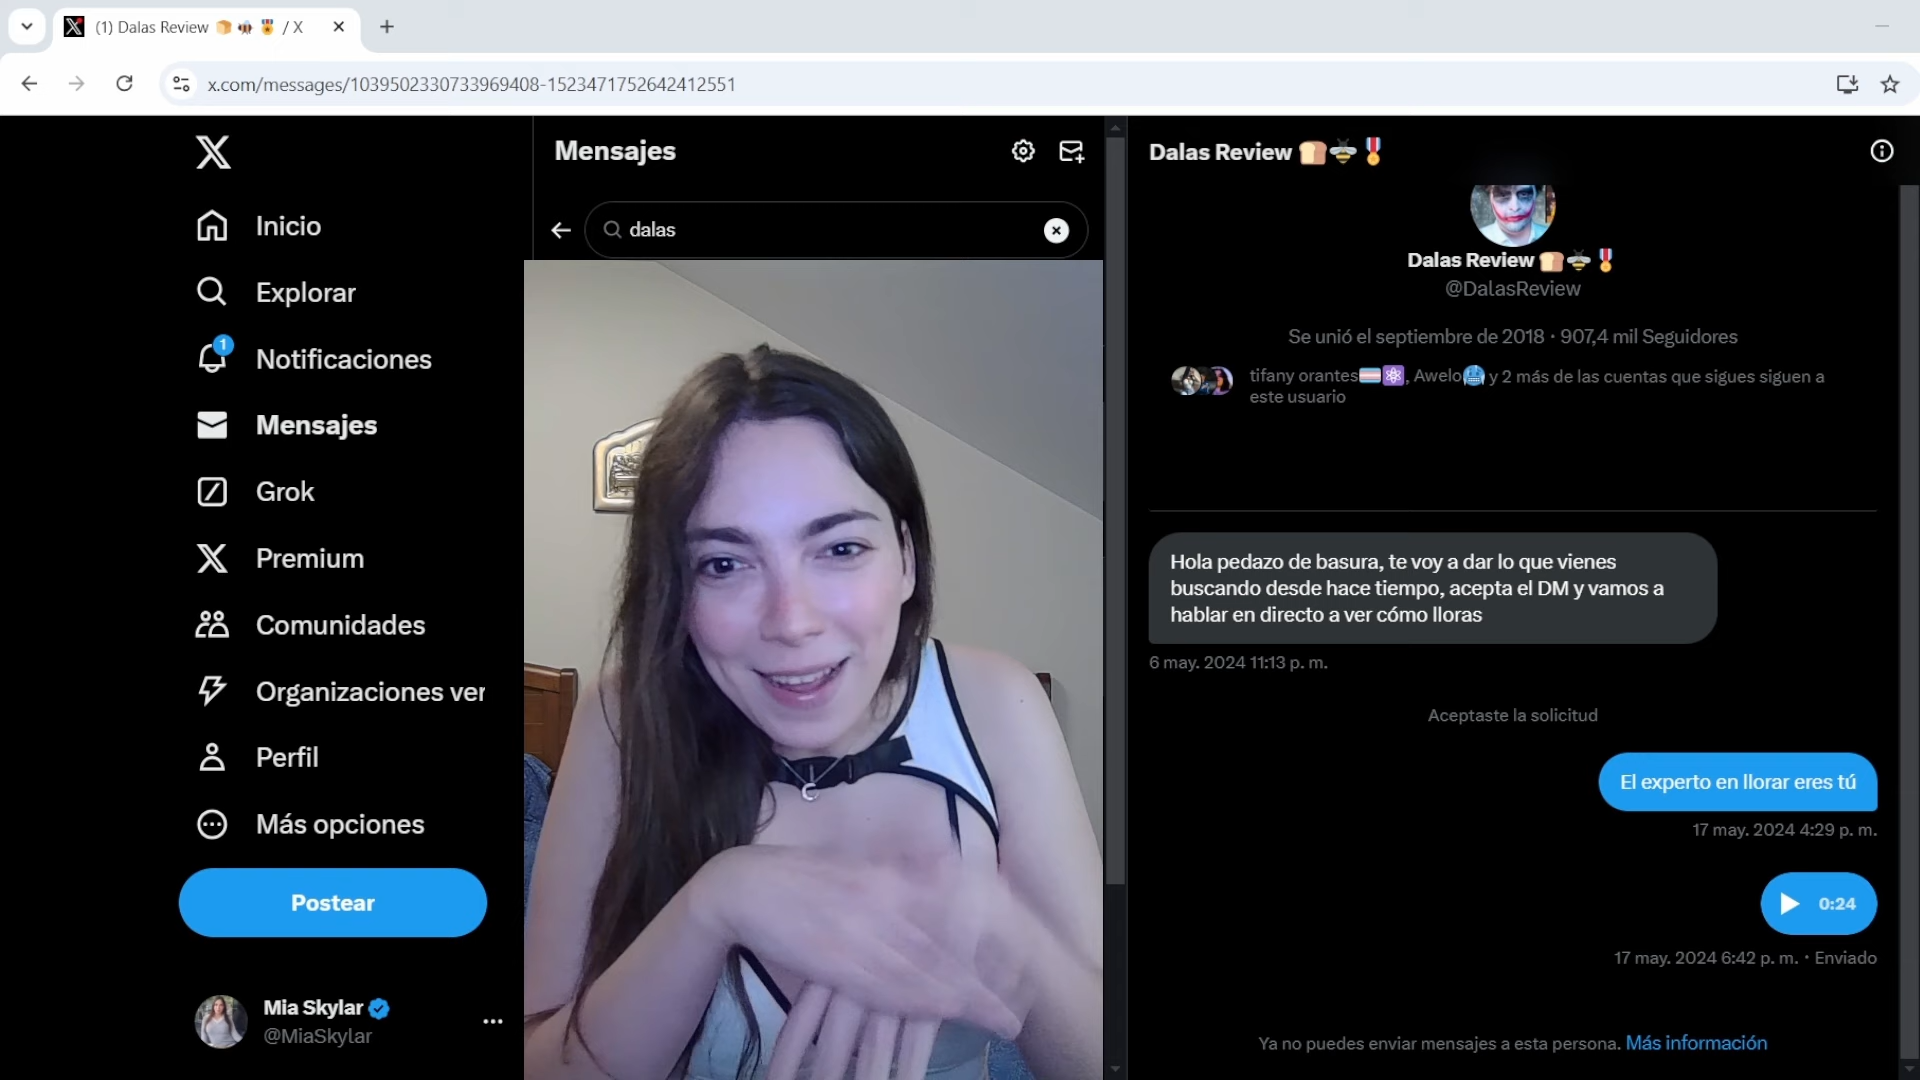 (1) Dalas Review 🍞🐝🎖️ / X
x.com/messages/1039502330733969408-1523471752642412551
Inicio
Explorar
1
Notificaciones
Mensajes
Grok
Premium
Comunidades
Organizaciones ver
Perfil
Más opciones
Postear
Mia Skylar
@MiaSkylar
Mensajes
dalas
Dalas Review 🍞🐝🎖️
Dalas Review 🍞🐝🎖️
@DalasReview
Se unió el septiembre de 2018 · 907,4 mil Seguidores
tifany orantes🏳️‍⚧️⚛️, Awelo🥶 y 2 más de las cuentas que sigues siguen a
este usuario
Hola pedazo de basura, te voy a dar lo que vienes
buscando desde hace tiempo, acepta el DM y vamos a
hablar en directo a ver cómo lloras
6 may. 2024 11:13 p. m.
Aceptaste la solicitud
El experto en llorar eres tú
17 may. 2024 4:29 p. m.
0:24
17 may. 2024 6:42 p. m. · Enviado
Ya no puedes enviar mensajes a esta persona. Más información